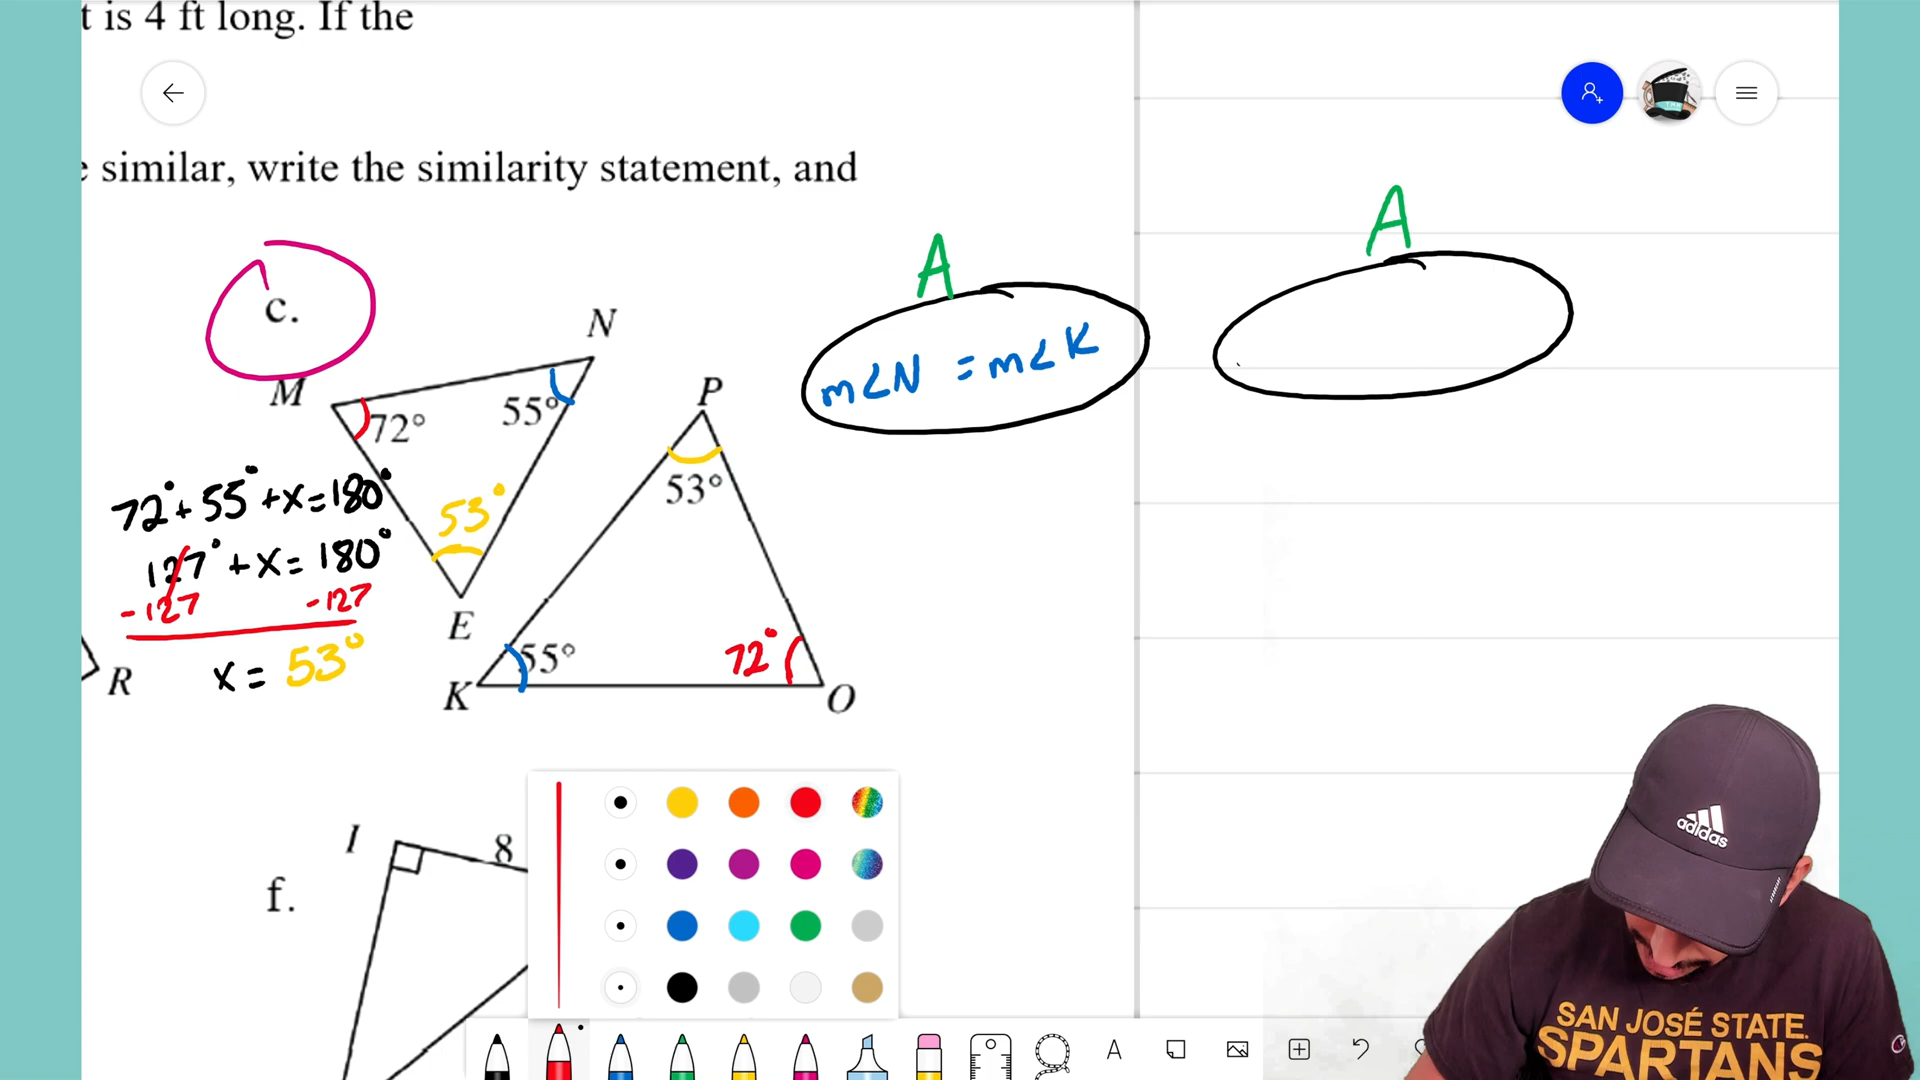 t is 4 ft long. If the
e similar, write the similarity statement, and
A
A
c.
N
M
72°
55°
P
m<N = m<K
53°
72° + 55° + x = 180°
53°
127° + x = 180°
-127 -127
x = 53°
E
R
K
55°
72°
O
I
8
f.
A
adidas
SAN JOSÉ STATE
SPARTANS